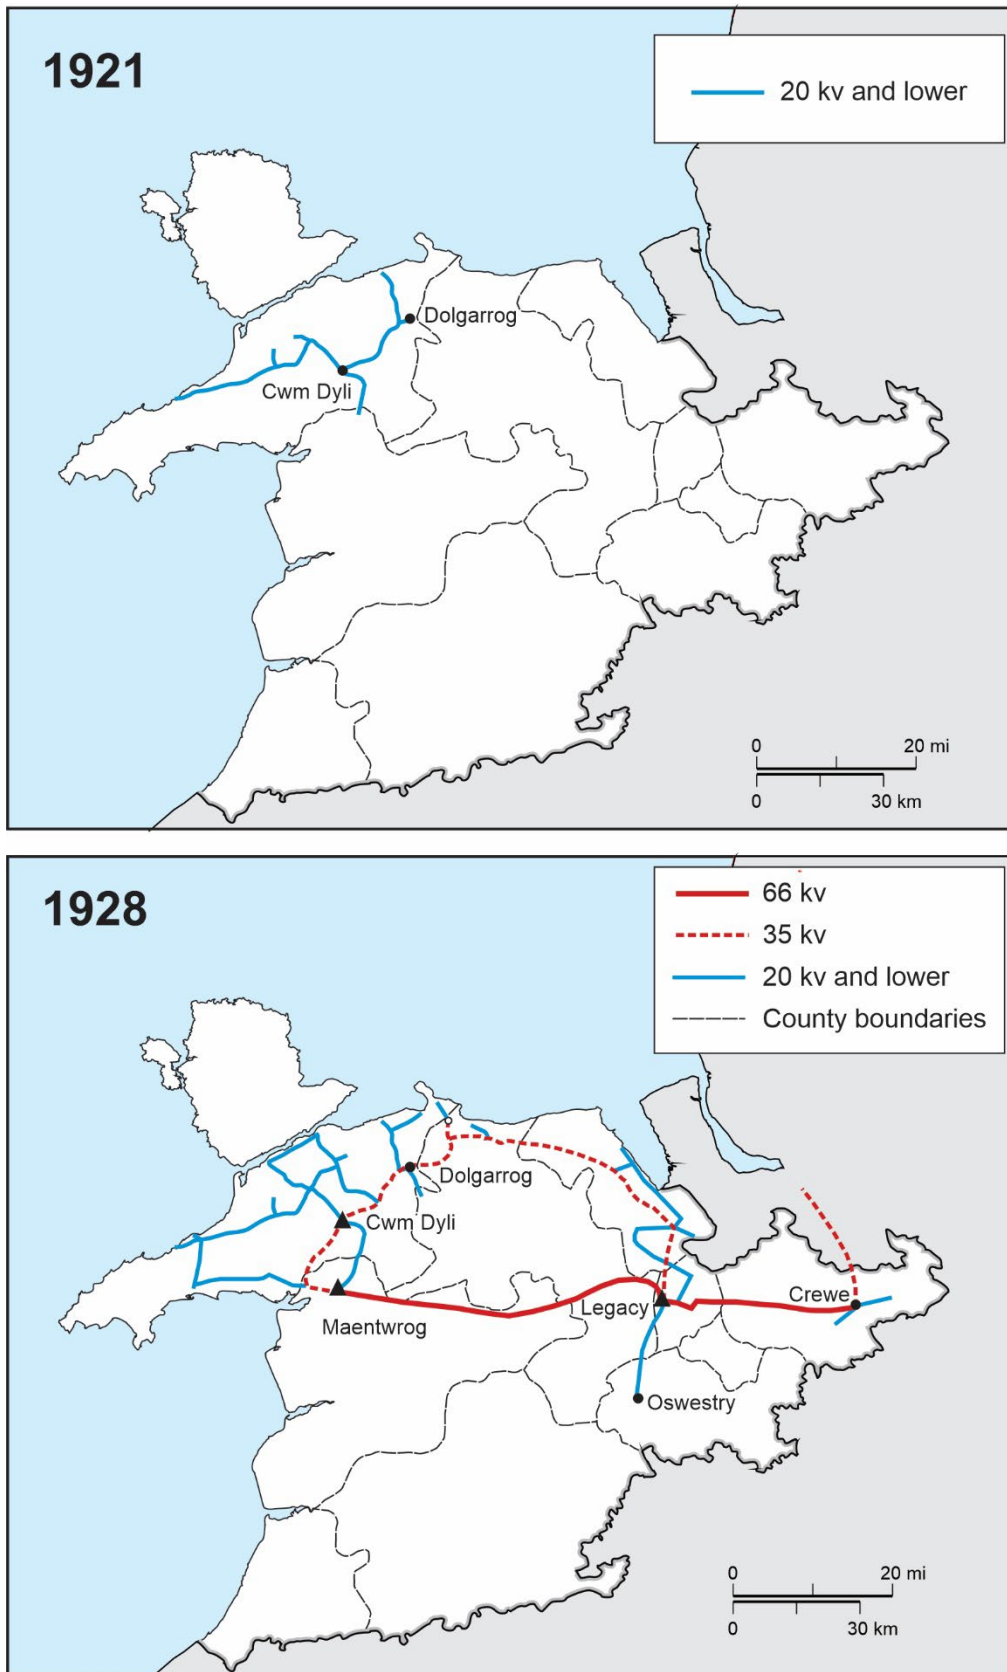 1921
20 kv and lower
Dolgarrog
Cwm Dyli
0 20 mi
0 30 km
1928
66 kv
35 kv
20 kv and lower
County boundaries
Dolgarrog
Cwm Dyli
Maentwrog
Legacy
Crewe
Oswestry
0 20 mi
0 30 km